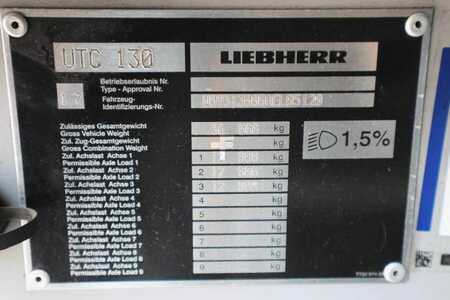 UTC 130 LIEBHERR
Betriebserlaubnis Nr.
Type - Approval Nr.
Fahrzeug-
Identifizierungs-Nr.
Zulässiges Gesamtgewicht
Gross Vehicle Weight kg
Zul. Zug-Gesamtgewicht
Gross Combination Weight kg
Zul. Achslast Achse 1
Permissible Axle Load 1 1 kg
Zul. Achslast Achse 2
Permissible Axle Load 2 2 kg
Zul. Achslast Achse 3
Permissible Axle Load 3 3 kg
Zul. Achslast Achse 4
Permissible Axle Load 4 4 kg
Zul. Achslast Achse 5
Permissible Axle Load 5 5 kg
Zul. Achslast Achse 6
Permissible Axle Load 6 6 kg
Zul. Achslast Achse 7
Permissible Axle Load 7 7 kg
Zul. Achslast Achse 8
Permissible Axle Load 8 8 kg
Zul. Achslast Achse 9
Permissible Axle Load 9 9 kg
1,5%